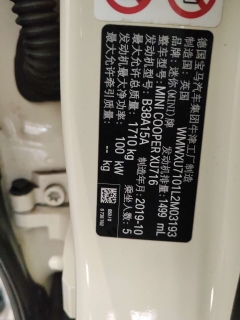 德国宝马汽车集团牛津工厂制造
制造国：英国
WMWXU7101L2M03193
品牌：迷你(MINI)牌 发动机排量：1499 mL
整车型号：MINI COOPER XU716
发动机型号：B38A15A 制造年月：2019-10
最大允许总质量：1710 kg 乘坐人数：5
发动机最大净功率：100 kW
最大允许牵引质量：-- kg